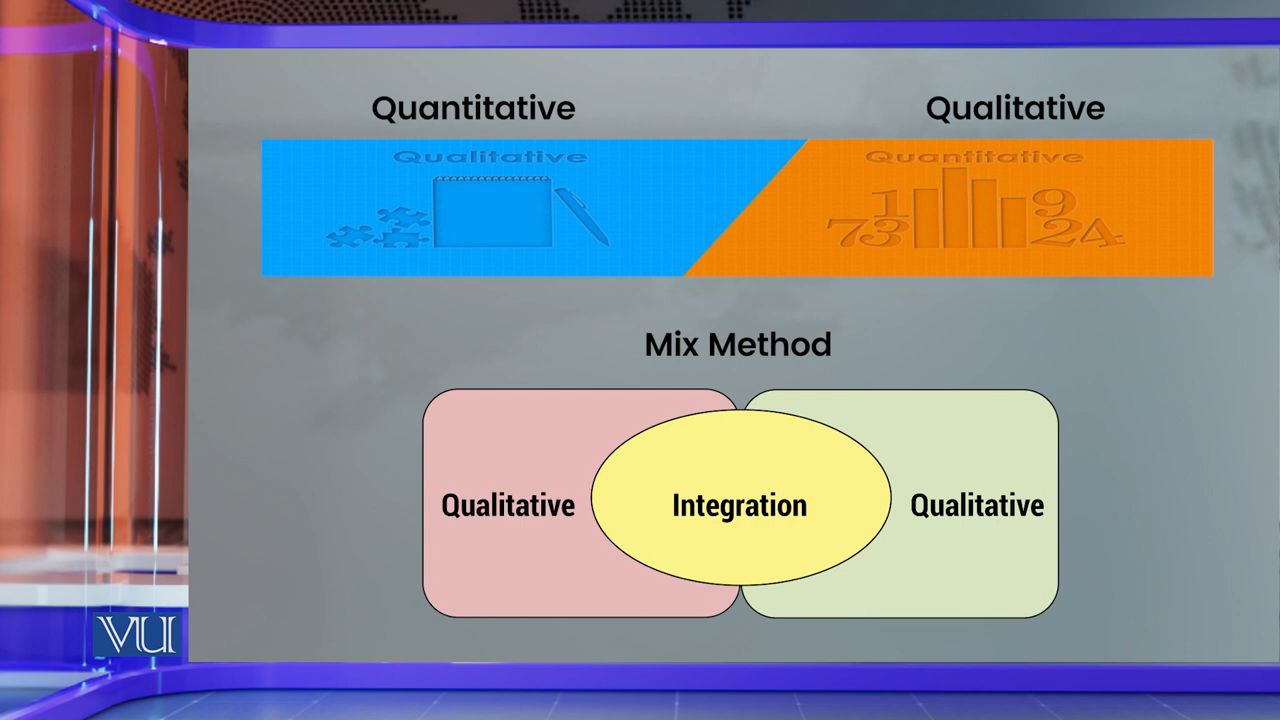 Quantitative
Qualitative
Qualitative
Quantitative
1 9
73 24
Mix Method
Qualitative
Integration
Qualitative
VU